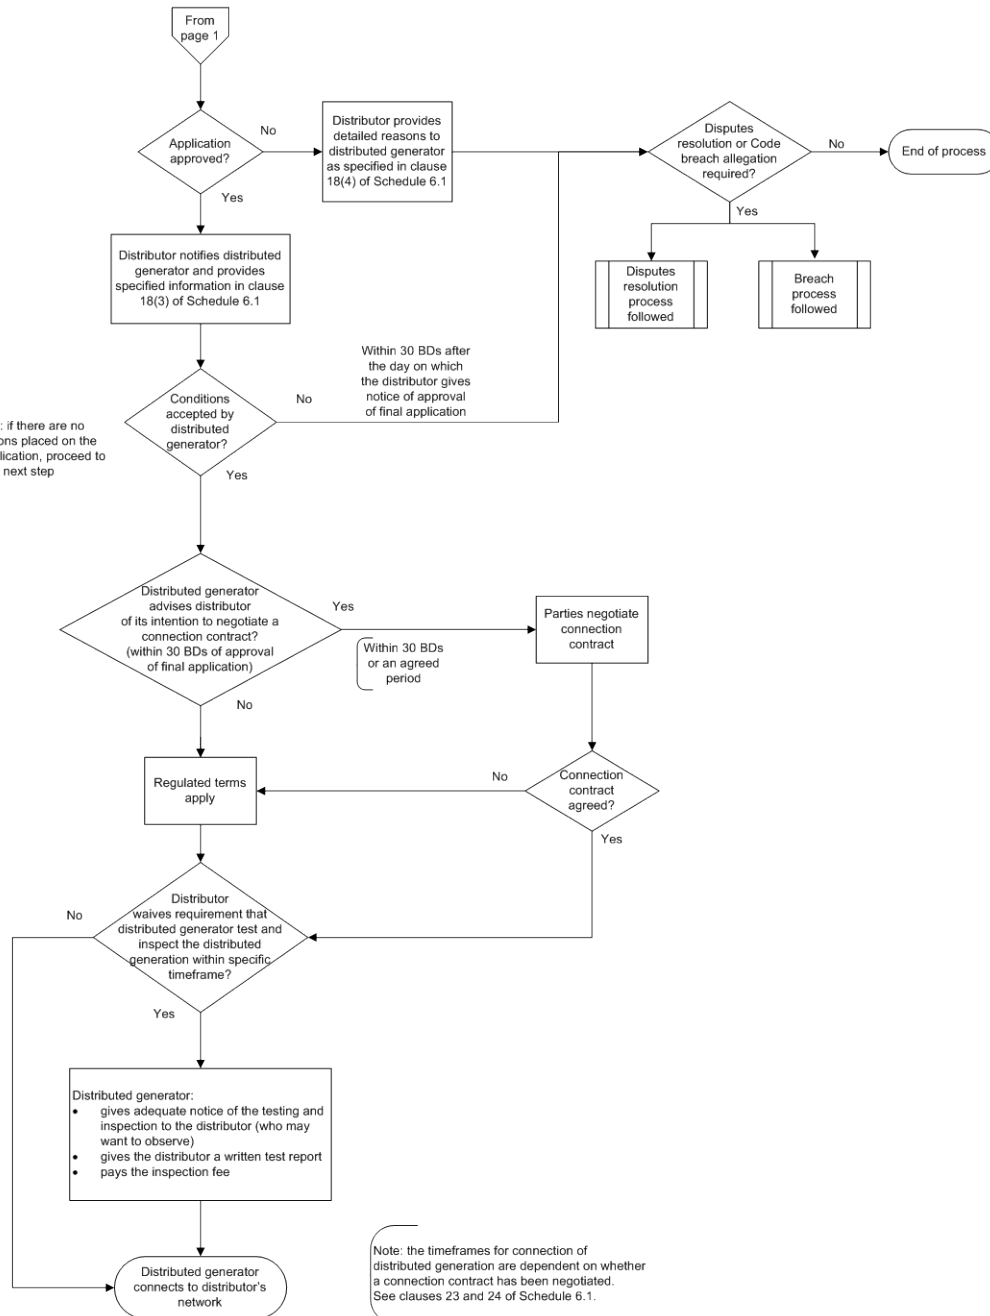 From
page 1
Application
approved?
No
Yes
Distributor provides
detailed reasons to
distributed generator
as specified in clause
18(4) of Schedule 6.1
Disputes
resolution or Code
breach allegation
required?
No
End of process
Yes
Disputes
resolution
process
followed
Breach
process
followed
Distributor notifies distributed
generator and provides
specified information in clause
18(3) of Schedule 6.1
Within 30 BDs after
the day on which
the distributor gives
notice of approval
of final application
Conditions
accepted by
distributed
generator?
No
Yes
: if there are no
ons placed on the
lication, proceed to
next step
Distributed generator
advises distributor
of its intention to negotiate a
connection contract?
(within 30 BDs of approval
of final application)
Yes
Within 30 BDs
or an agreed
period
No
Parties negotiate
connection
contract
Connection
contract
agreed?
No
Yes
Regulated terms
apply
Distributor
waives requirement that
distributed generator test and
inspect the distributed
generation within specific
timeframe?
No
Yes
Distributed generator:
• gives adequate notice of the testing and
inspection to the distributor (who may
want to observe)
• gives the distributor a written test report
• pays the inspection fee
Distributed generator
connects to distributor's
network
Note: the timeframes for connection of
distributed generation are dependent on whether
a connection contract has been negotiated.
See clauses 23 and 24 of Schedule 6.1.